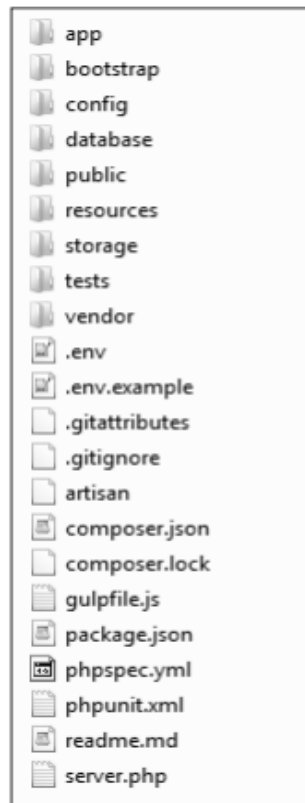 app
bootstrap
config
database
public
resources
storage
tests
vendor
.env
.env.example
.gitattributes
.gitignore
artisan
composer.json
composer.lock
gulpfile.js
package.json
phpspec.yml
phpunit.xml
readme.md
server.php